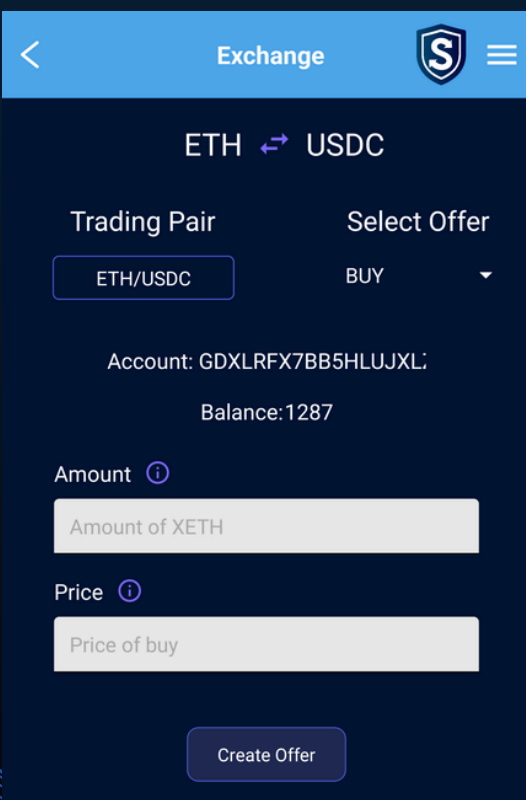 Exchange
S
ETH USDC
Trading Pair
Select Offer
ETH/USDC
BUY
Account: GDXLRFX7BB5HLUJXL
Balance:1287
Amount
Amount of XETH
Price
Price of buy
Create Offer